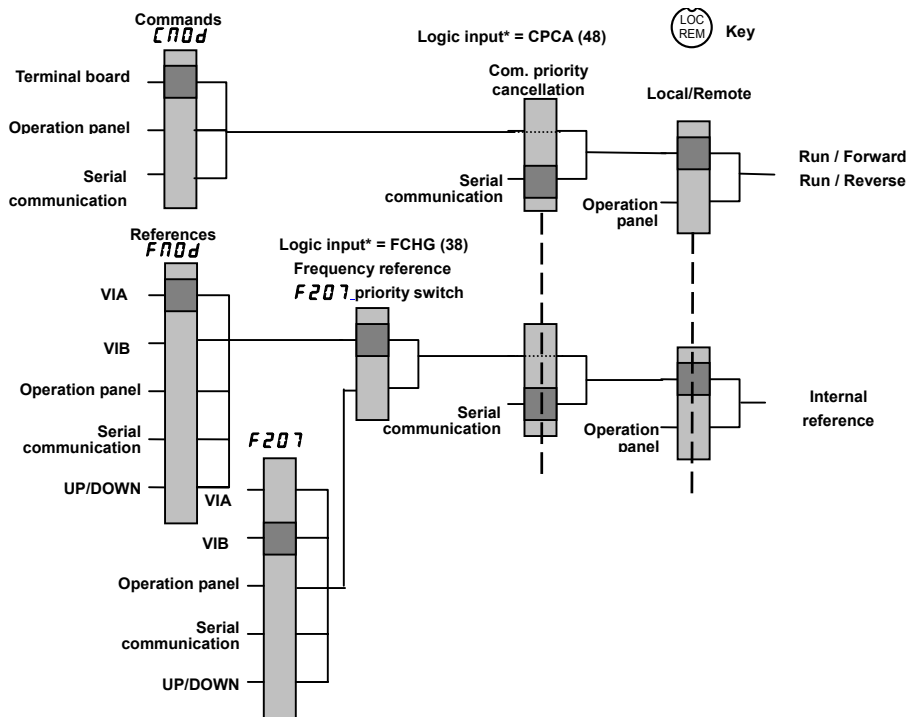 Commands
CMOd
Terminal board
Operation panel
Serial
communication
Logic input* = CPCA (48)
Com. priority
cancellation
Serial
communication
LOC
REM
Key
Local/Remote
Operation
panel
Run / Forward
Run / Reverse
References
FMOd
VIA
VIB
Operation panel
Serial
communication
UP/DOWN
Logic input* = FCHG (38)
Frequency reference
F207 priority switch
Serial
communication
Operation
panel
Internal
reference
F207
VIA
VIB
Operation panel
Serial
communication
UP/DOWN